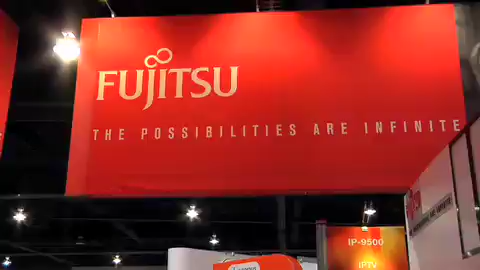 FUJITSU
THE POSSIBILITIES ARE INFINITE
IP-9500
IPTV